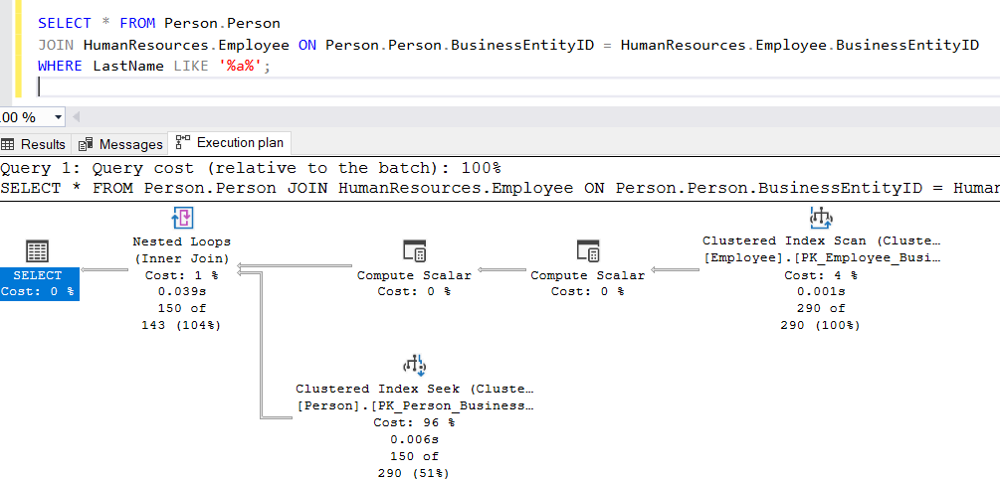 SELECT * FROM Person.Person
JOIN HumanResources.Employee ON Person.Person.BusinessEntityID = HumanResources.Employee.BusinessEntityID
WHERE LastName LIKE '%a%';
.00 %
Results Messages Execution plan
Query 1: Query cost (relative to the batch): 100%
SELECT * FROM Person.Person JOIN HumanResources.Employee ON Person.Person.BusinessEntityID = Human
SELECT
Cost: 0 %
Nested Loops
(Inner Join)
Cost: 1 %
0.039s
150 of
143 (104%)
Compute Scalar
Cost: 0 %
Compute Scalar
Cost: 0 %
Clustered Index Scan (Cluste…
[Employee].[PK_Employee_Busi…
Cost: 4 %
0.001s
290 of
290 (100%)
Clustered Index Seek (Cluste…
[Person].[PK_Person_Business…
Cost: 96 %
0.006s
150 of
290 (51%)